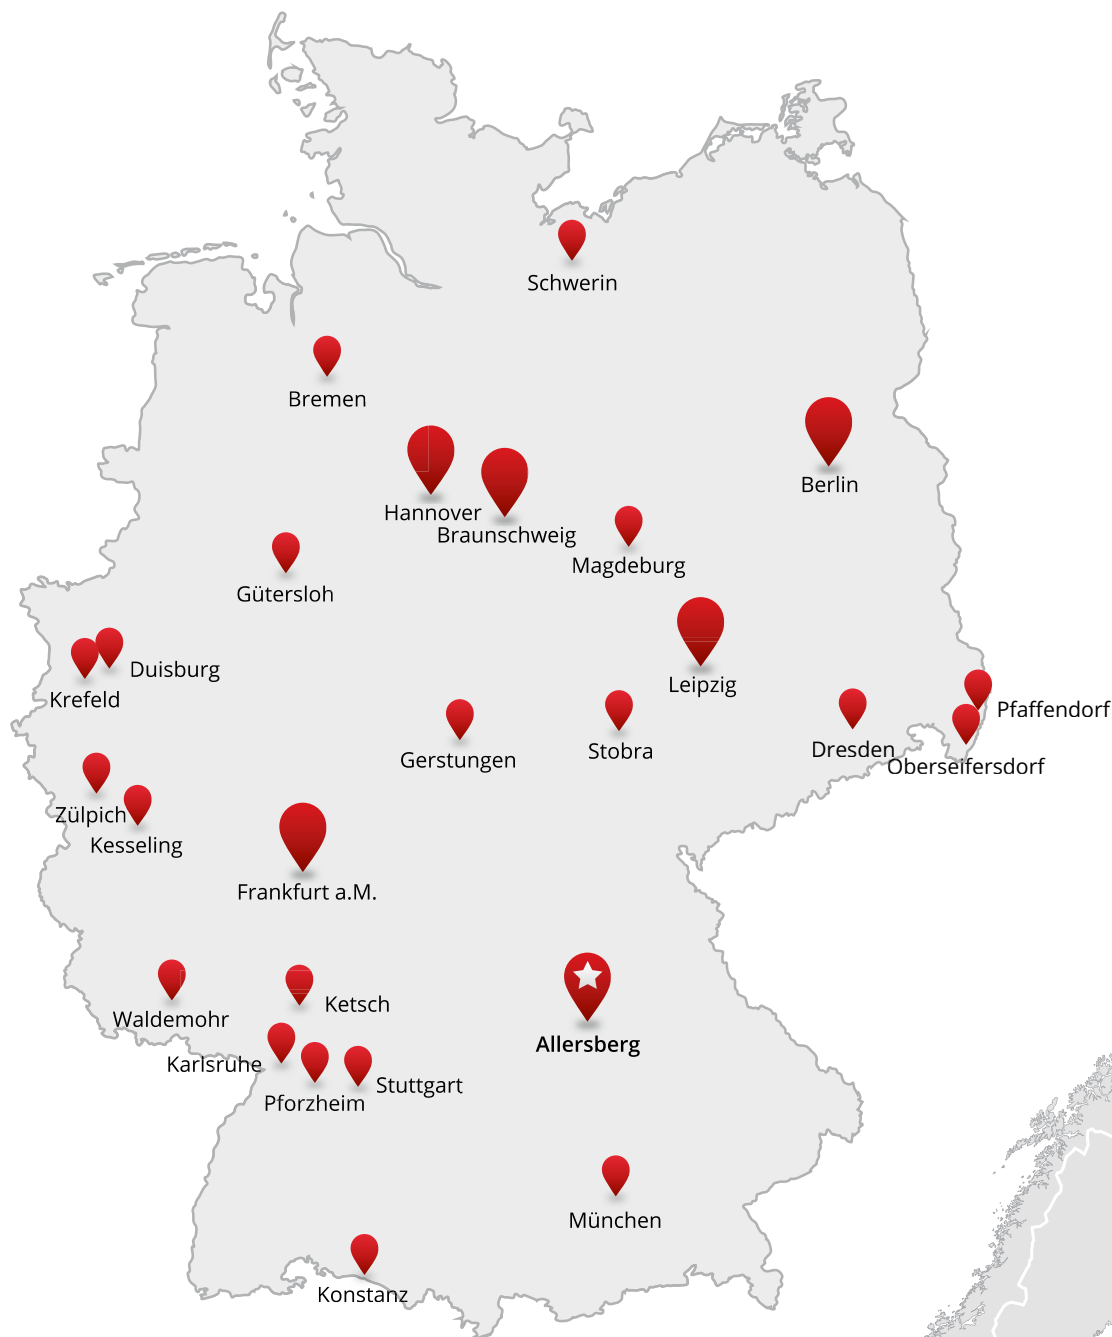 Schwerin
Bremen
Berlin
Hannover
Braunschweig
Magdeburg
Gütersloh
Duisburg
Krefeld
Leipzig
Pfaffendorf
Stobra
Dresden
Gerstungen
Oberseifersdorf
Zülpich
Kesseling
Frankfurt a.M.
Ketsch
Waldemohr
Allersberg
Karlsruhe
Stuttgart
Pforzheim
München
Konstanz